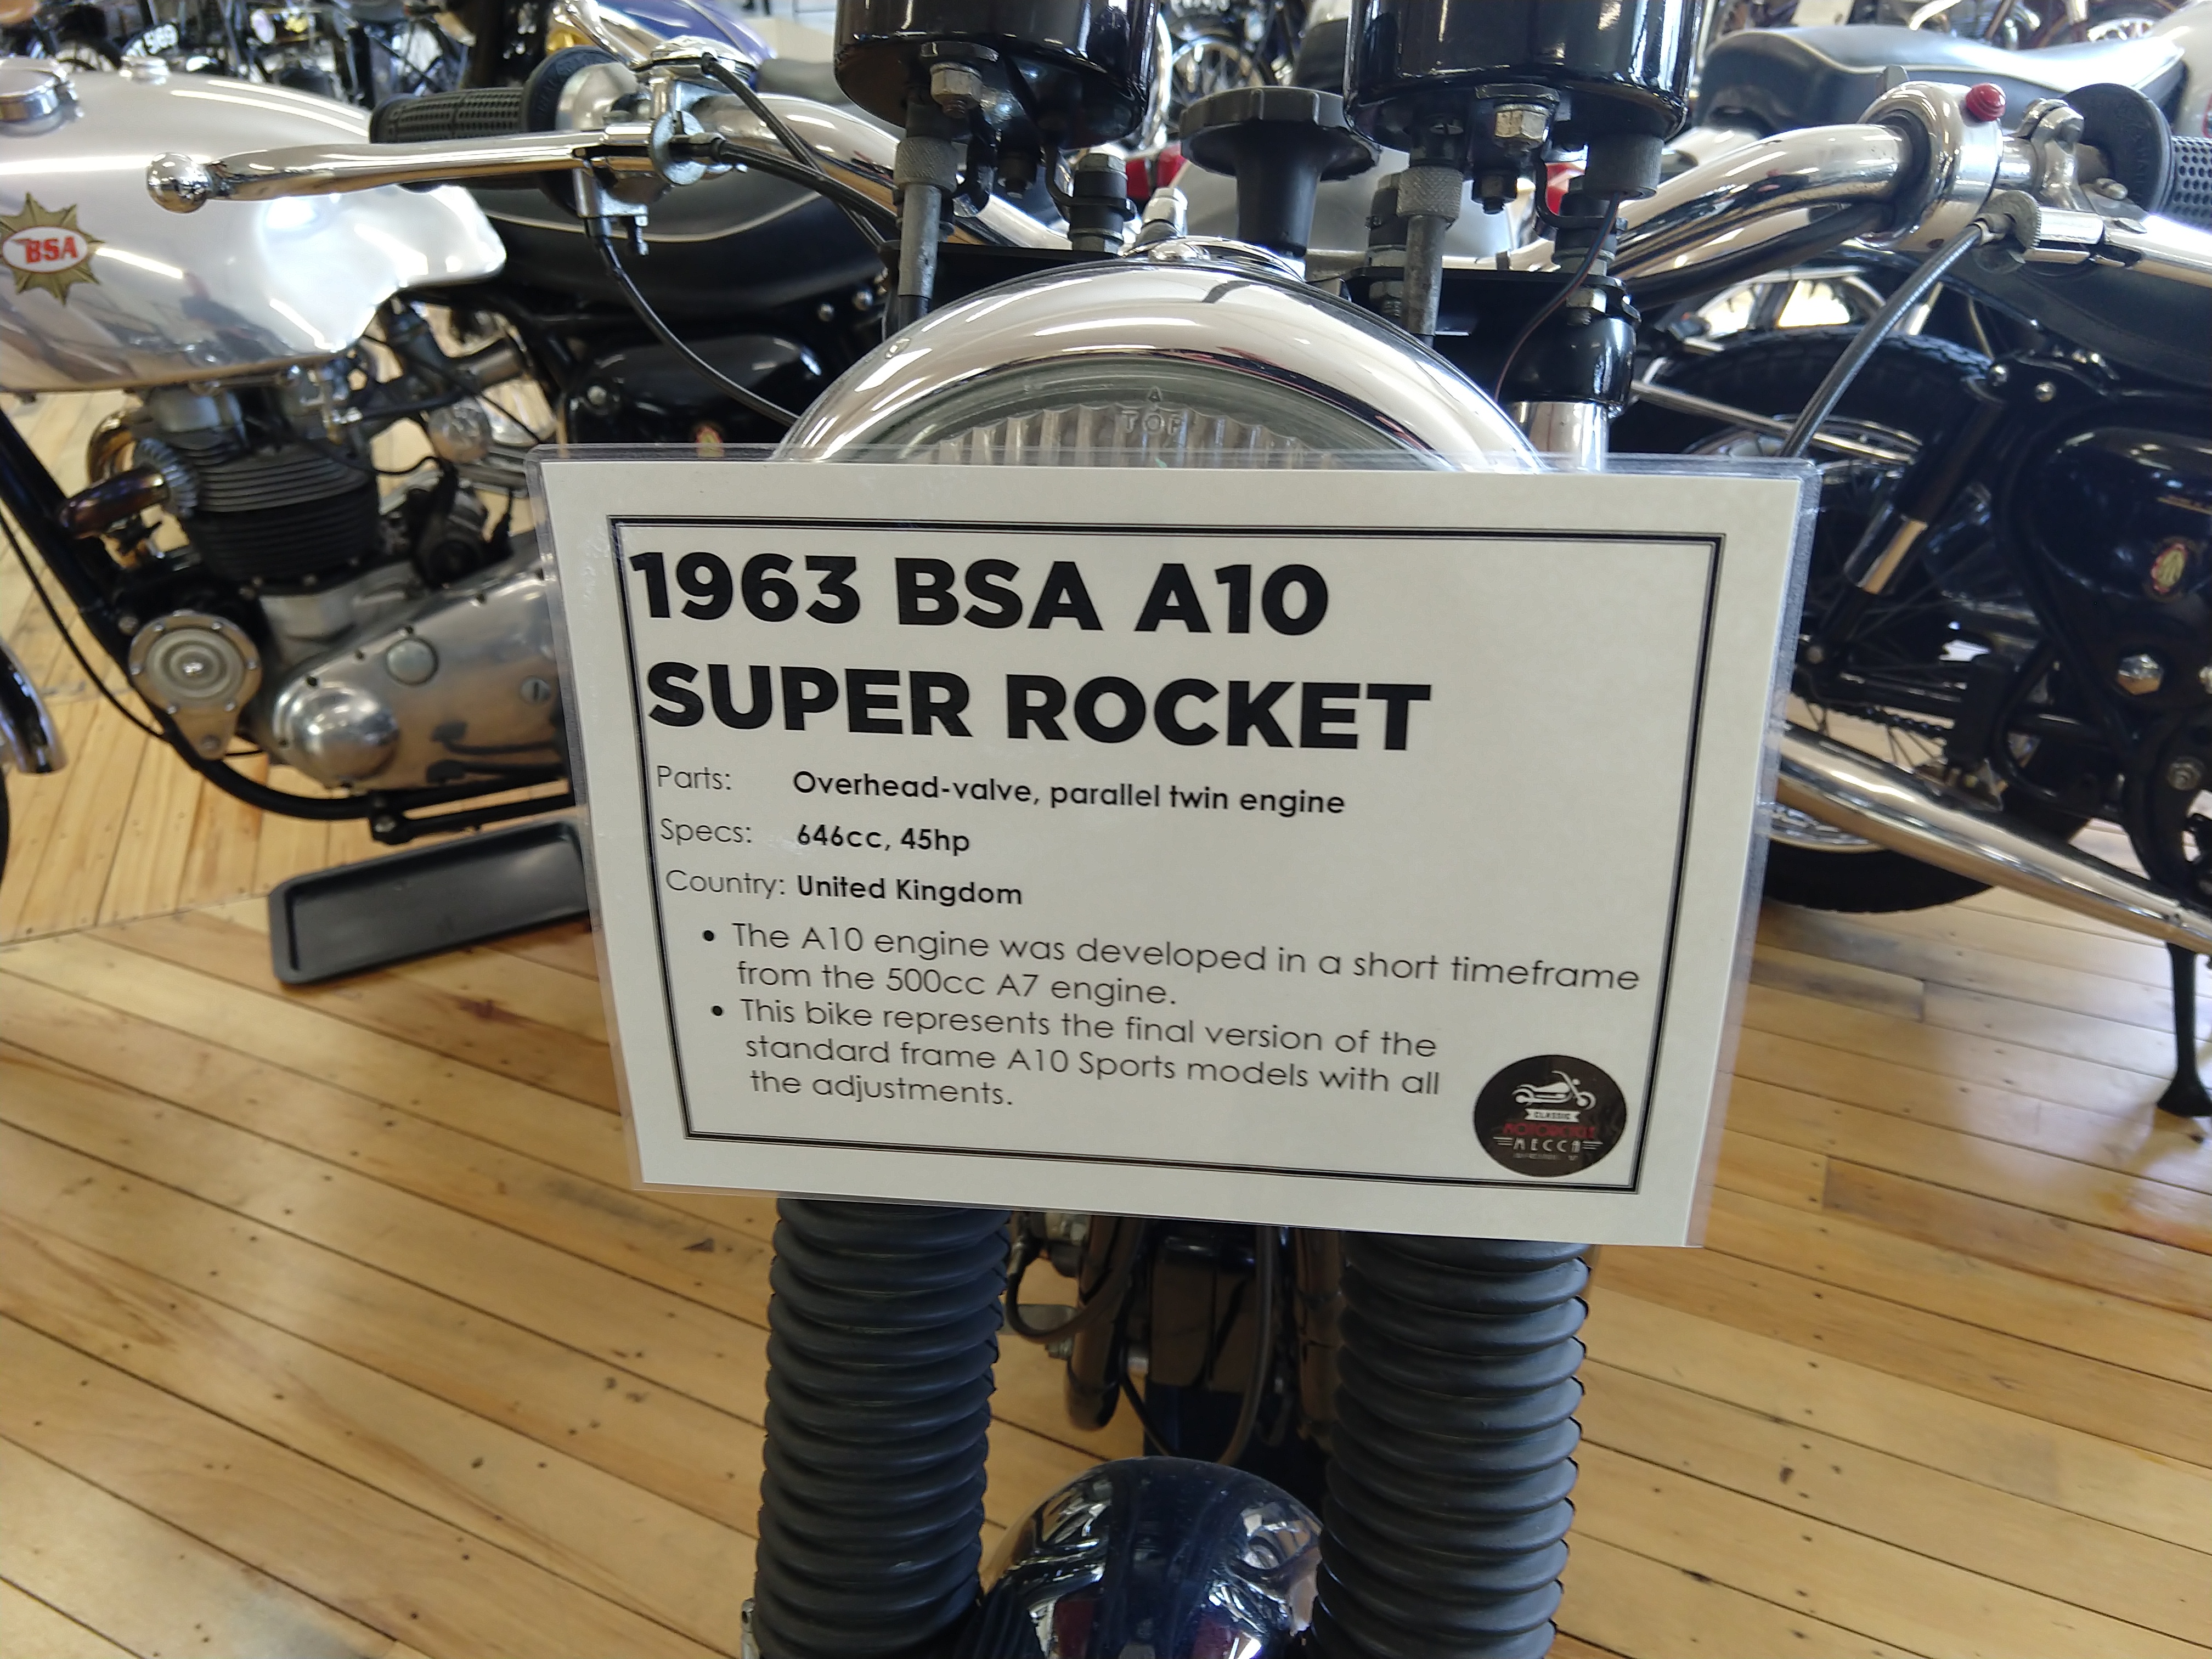 BSA
TOP
1963 BSA A10
SUPER ROCKET
Parts: Overhead-valve, parallel twin engine
Specs: 646cc, 45hp
Country: United Kingdom
• The A10 engine was developed in a short timeframe
from the 500cc A7 engine.
• This bike represents the final version of the
standard frame A10 Sports models with all
the adjustments.
CLASSIC
MOTORCYCLE
MECCA